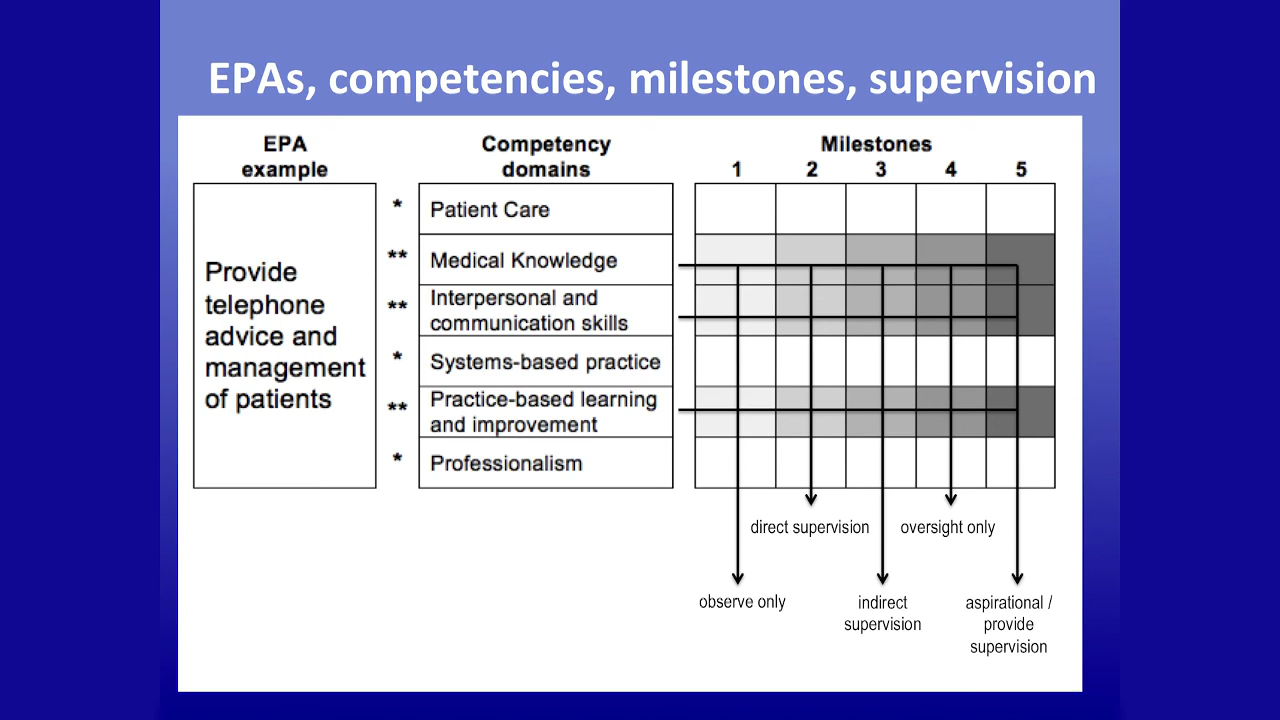 EPAs, competencies, milestones, supervision
EPA
example
Competency
domains
Milestones
1 2 3 4 5
Provide
telephone
advice and
management
of patients
* Patient Care
** Medical Knowledge
** Interpersonal and
communication skills
* Systems-based practice
** Practice-based learning
and improvement
* Professionalism
direct supervision
oversight only
observe only
indirect
supervision
aspirational /
provide
supervision